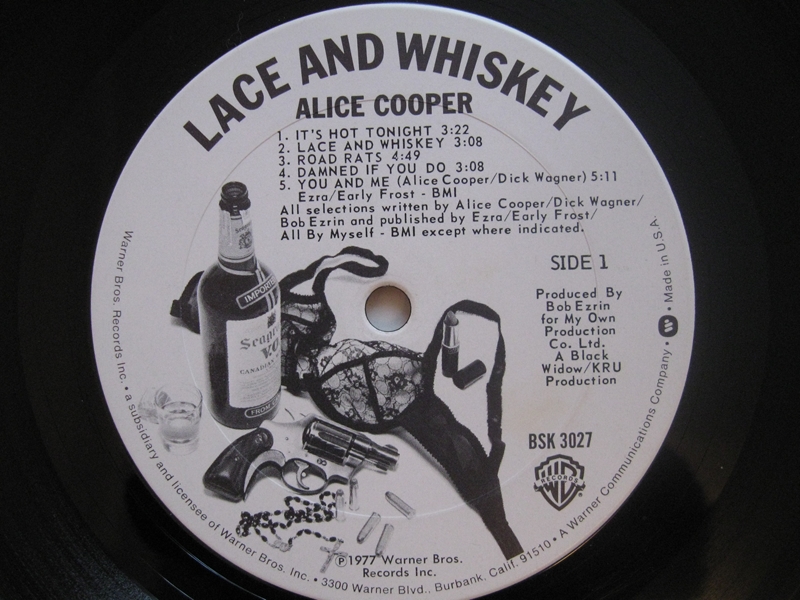 LACE AND WHISKEY
ALICE COOPER
1. IT'S HOT TONIGHT 3:22
2. LACE AND WHISKEY 3:08
3. ROAD RATS 4:49
4. DAMNED IF YOU DO 3:08
5. YOU AND ME (Alice Cooper/Dick Wagner) 5:11
Ezra/Early Frost - BMI
All selections written by Alice Cooper/Dick Wagner/
Bob Ezrin and published by Ezra/Early Frost/
All By Myself - BMI except where indicated.
SIDE 1
Produced By
Bob Ezrin
for My Own
Production
Co. Ltd.
A Black
Widow/KRU
Production
IMPORTED
V.O.
CANADIAN
BSK 3027
WB
RECORDS
Ⓟ1977 Warner Bros.
Records Inc.
Warner Bros. Records Inc. • a subsidiary and licensee of Warner Bros. Inc. • 3300 Warner Blvd., Burbank, Calif. 91510 • A Warner Communications Company • W • Made in U.S.A.